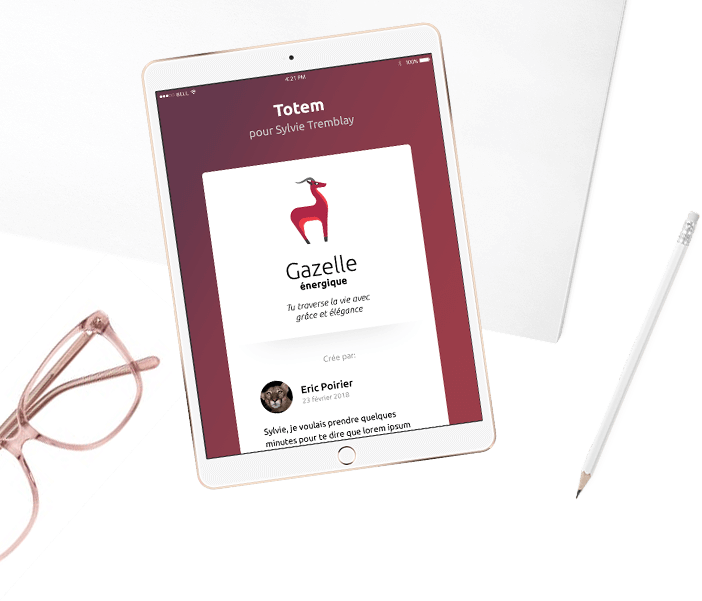 BELL 4:21 PM 100%
Totem
pour Sylvie Tremblay
Gazelle
énergique
Tu traverse la vie avec
grâce et élégance
Crée par:
Eric Poirier
23 février 2018
Sylvie, je voulais prendre quelques
minutes pour te dire que lorem ipsum